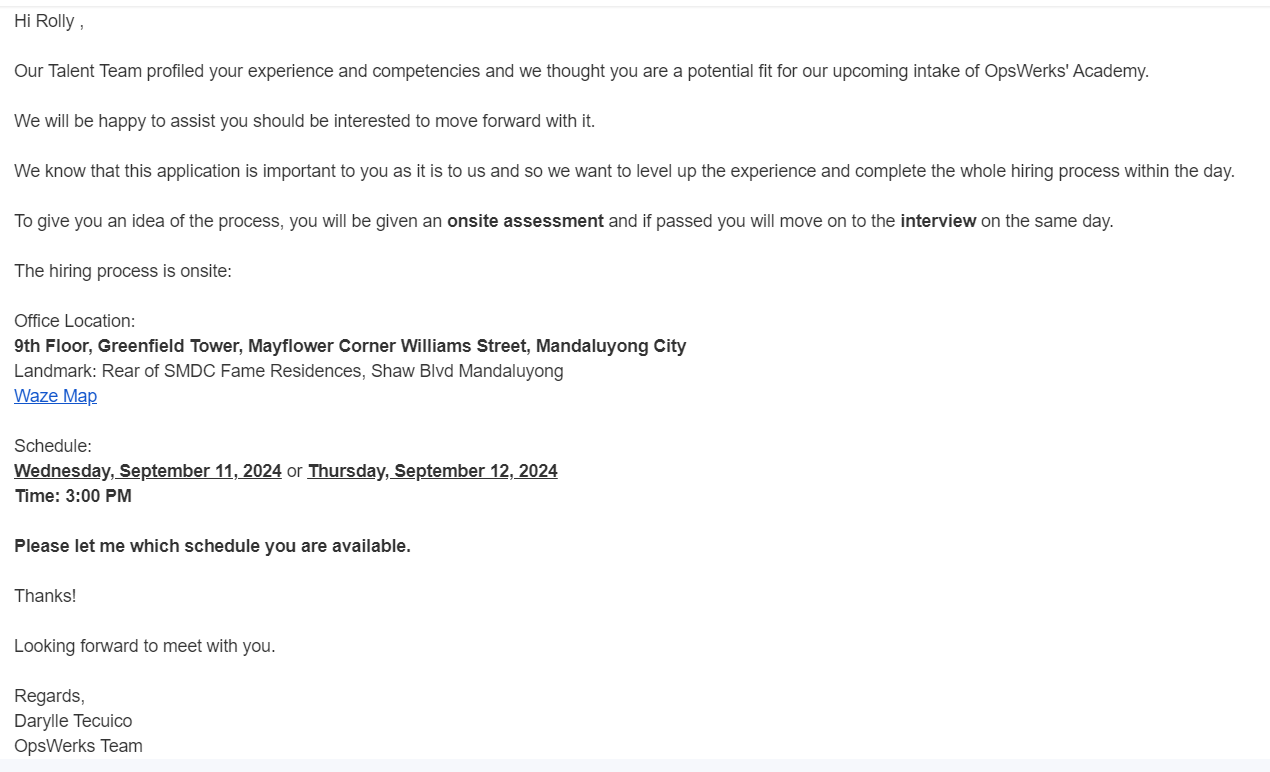 Hi Rolly ,
Our Talent Team profiled your experience and competencies and we thought you are a potential fit for our upcoming intake of OpsWerks' Academy.
We will be happy to assist you should be interested to move forward with it.
We know that this application is important to you as it is to us and so we want to level up the experience and complete the whole hiring process within the day.
To give you an idea of the process, you will be given an onsite assessment and if passed you will move on to the interview on the same day.
The hiring process is onsite:
Office Location:
9th Floor, Greenfield Tower, Mayflower Corner Williams Street, Mandaluyong City
Landmark: Rear of SMDC Fame Residences, Shaw Blvd Mandaluyong
Waze Map
Schedule:
Wednesday, September 11, 2024 or Thursday, September 12, 2024
Time: 3:00 PM
Please let me which schedule you are available.
Thanks!
Looking forward to meet with you.
Regards,
Darylle Tecuico
OpsWerks Team